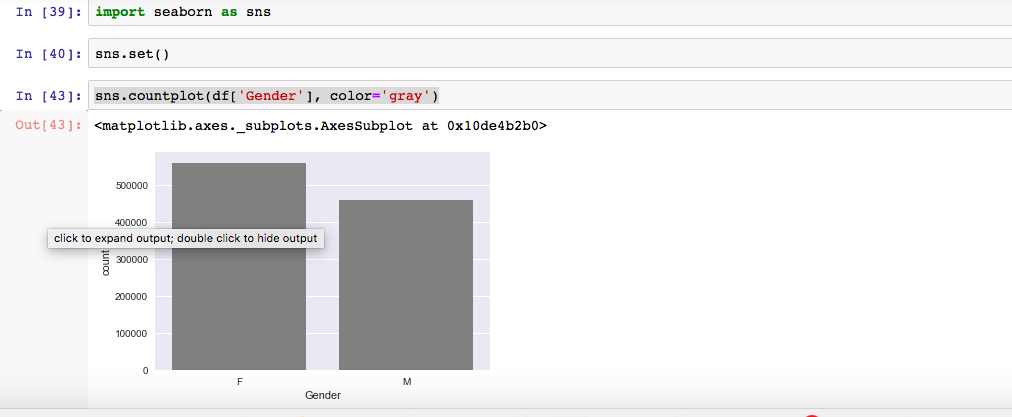 In [39]: import seaborn as sns
In [40]: sns.set()
In [43]: sns.countplot(df['Gender'], color='gray')
Out[43]: <matplotlib.axes._subplots.AxesSubplot at 0x10de4b2b0>
500000
400000
click to expand output; double click to hide output
300000
count
200000
100000
0
F M
Gender